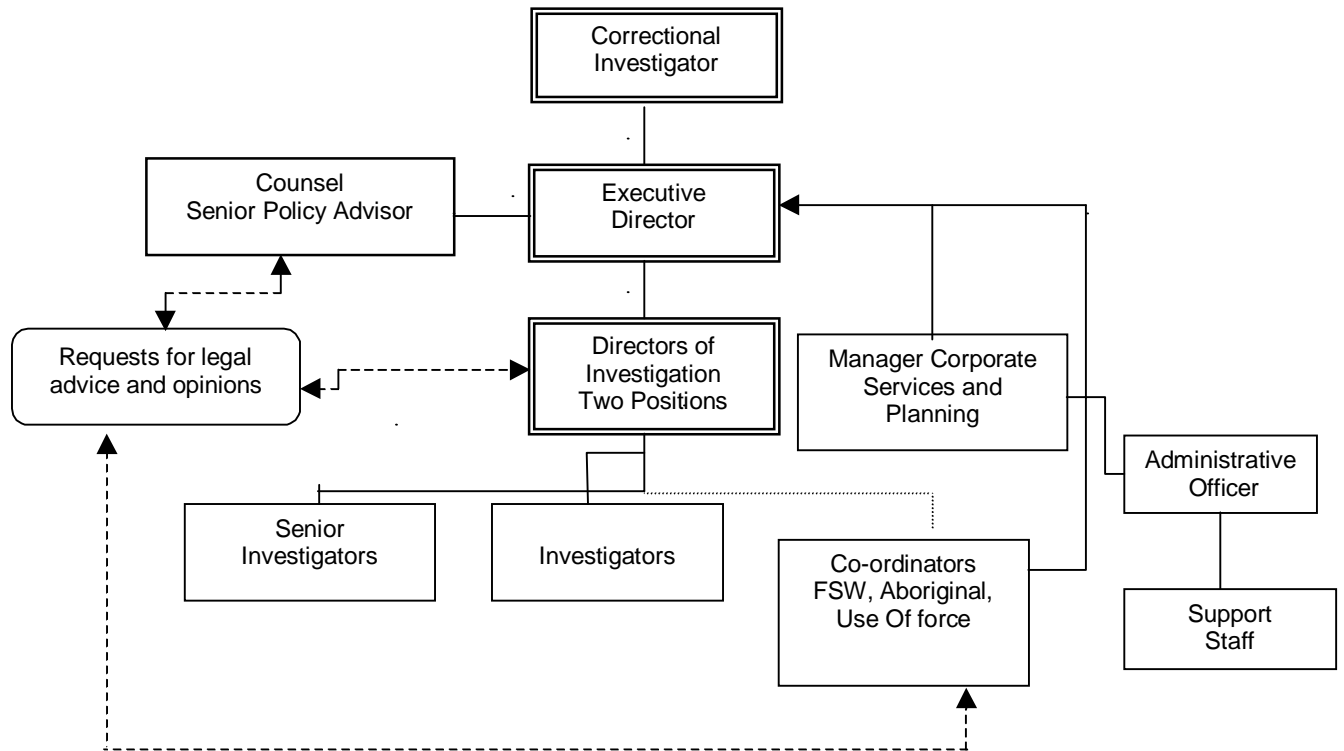 Correctional
Investigator
Counsel
Senior Policy Advisor
Executive
Director
Requests for legal
advice and opinions
Directors of
Investigation
Two Positions
Manager Corporate
Services and
Planning
Administrative
Officer
Senior
Investigators
Investigators
Co-ordinators
FSW, Aboriginal,
Use Of force
Support
Staff